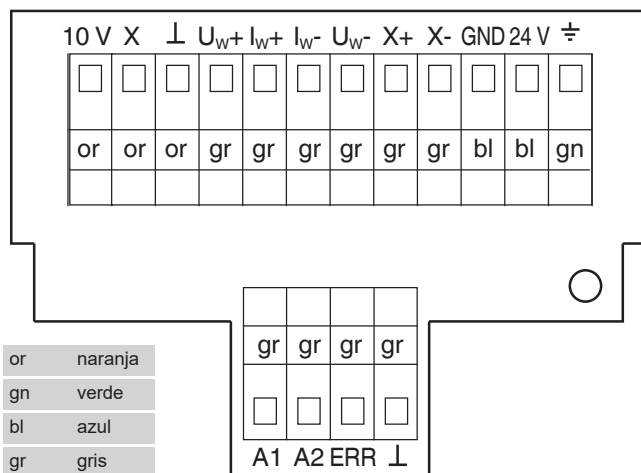 10 V X ⊥ Uw+ Iw+ Iw- Uw- X+ X- GND 24 V ⏚
or or or gr gr gr gr gr gr bl bl gn
gr gr gr gr
A1 A2 ERR ⊥
or naranja
gn verde
bl azul
gr gris